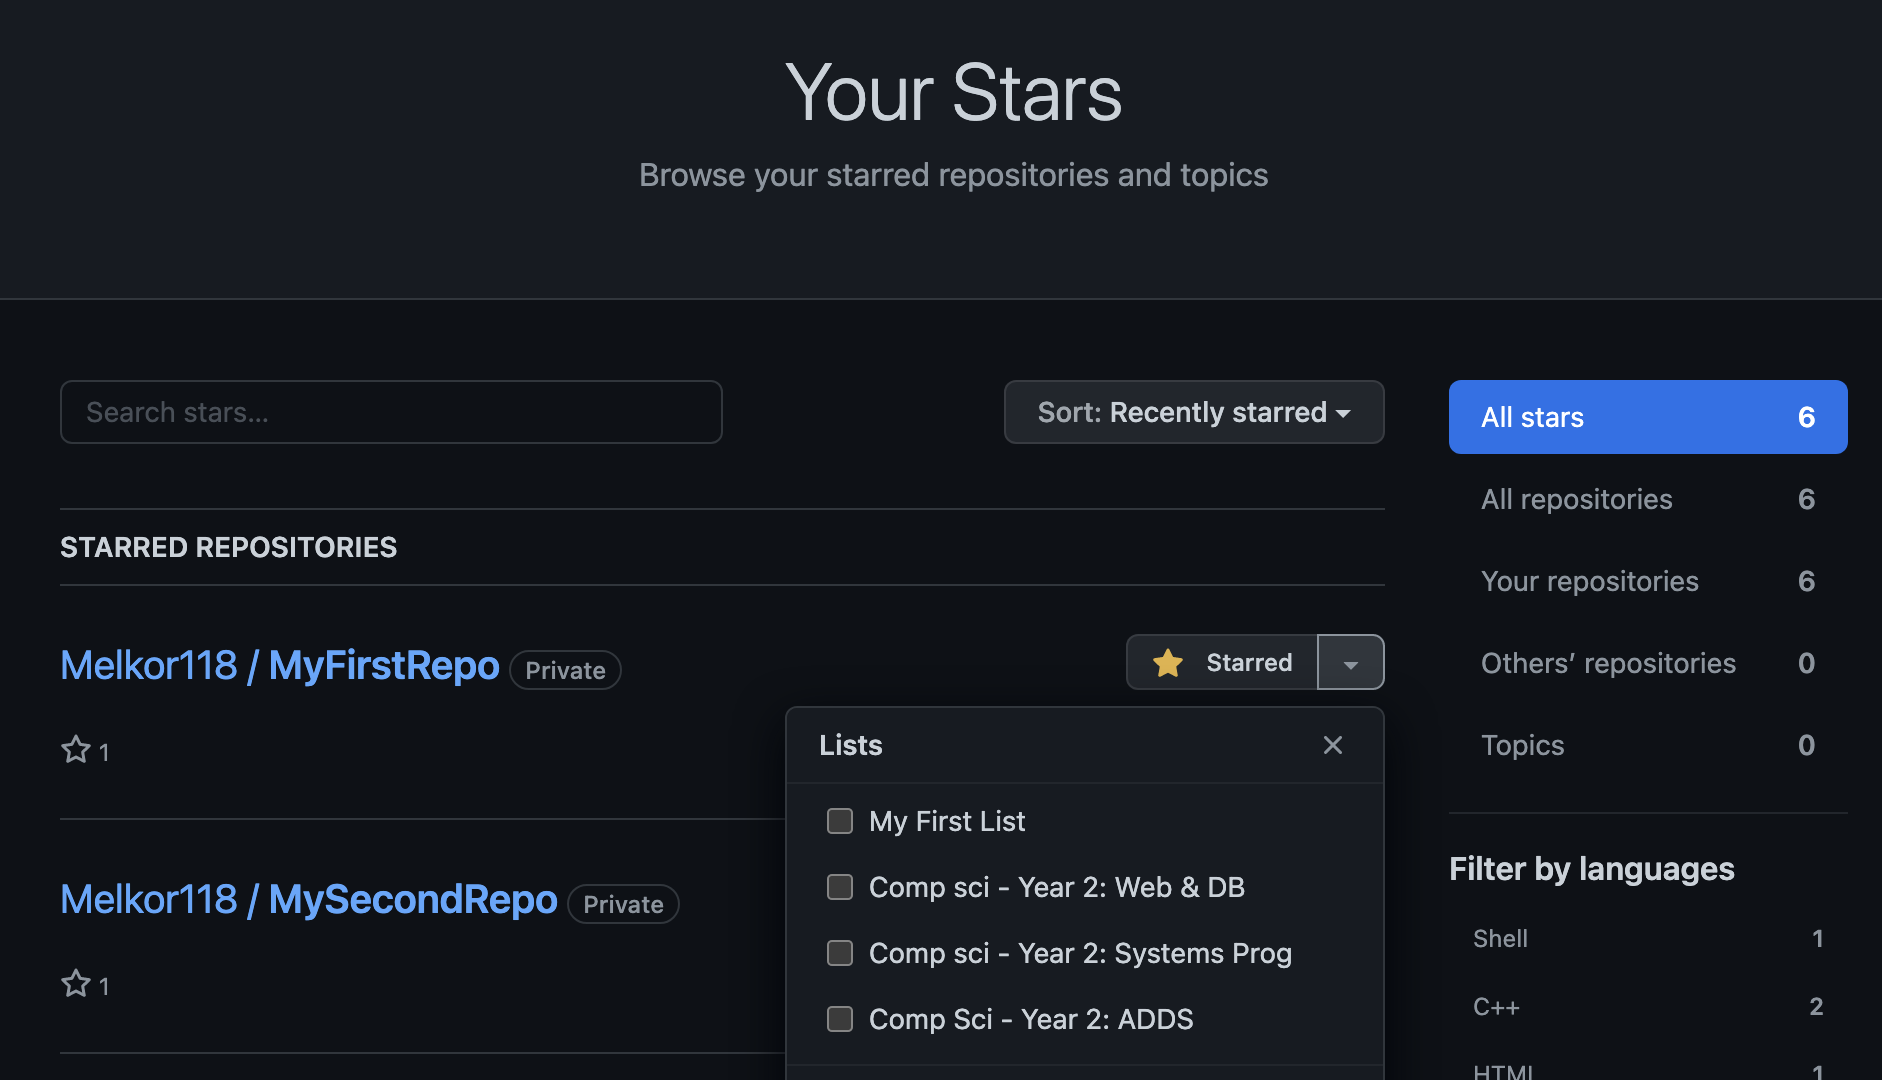 Your Stars
Browse your starred repositories and topics
Search stars...
Sort: Recently starred
STARRED REPOSITORIES
Melkor118 / MyFirstRepo Private
Starred
1
Lists
My First List
Comp sci - Year 2: Web & DB
Comp sci - Year 2: Systems Prog
Comp Sci - Year 2: ADDS
Melkor118 / MySecondRepo Private
1
All stars 6
All repositories 6
Your repositories 6
Others’ repositories 0
Topics 0
Filter by languages
Shell 1
C++ 2
HTML 1